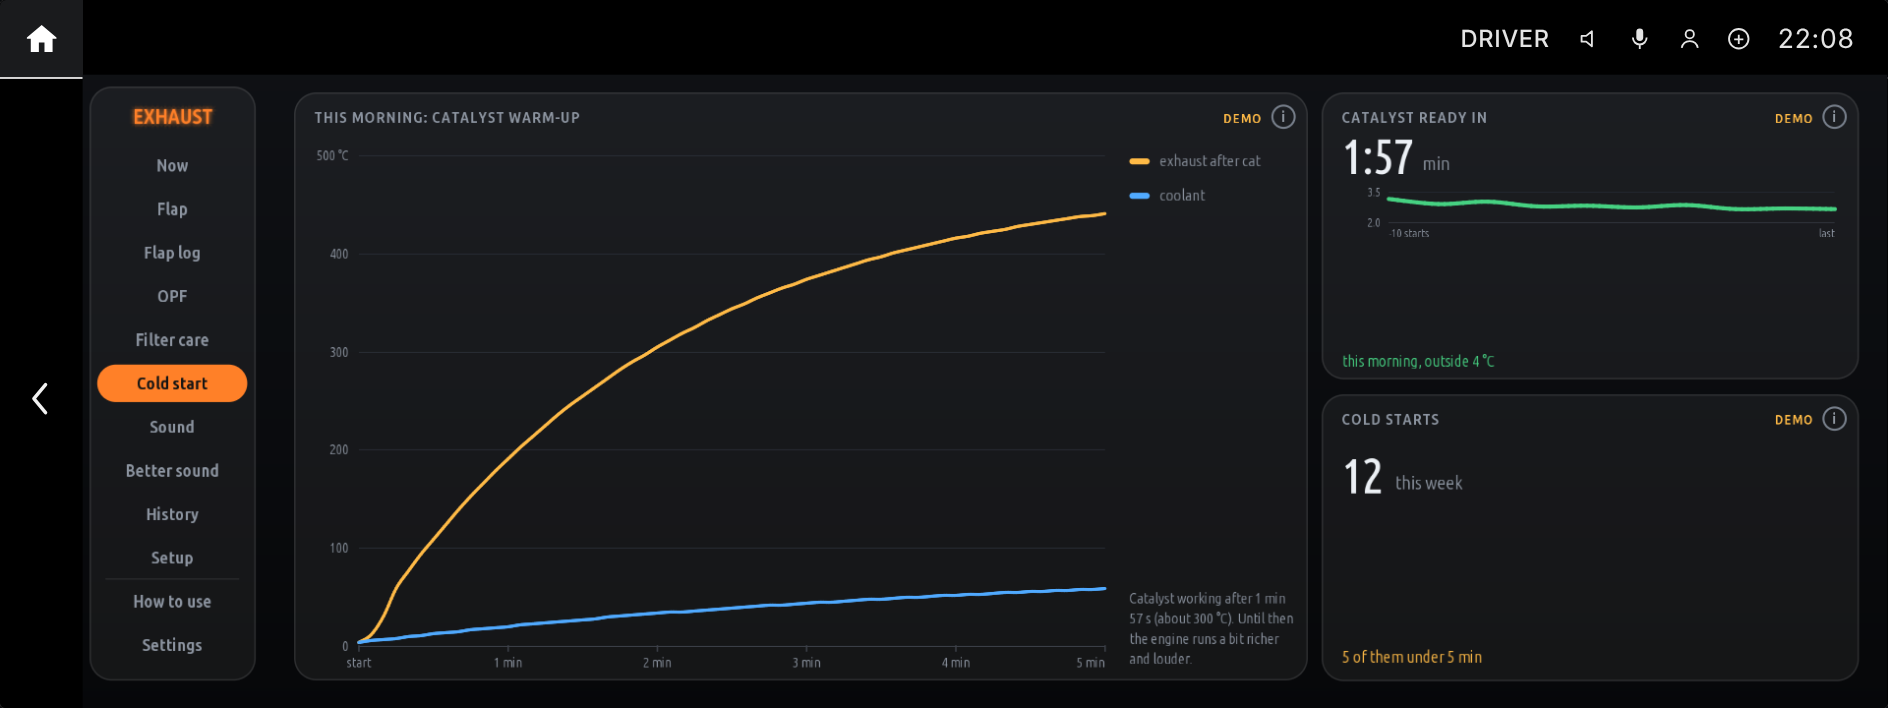 DRIVER
22:08
EXHAUST
Now
Flap
Flap log
OPF
Filter care
Cold start
Sound
Better sound
History
Setup
How to use
Settings
THIS MORNING: CATALYST WARM-UP
DEMO
500 °C
400
300
200
100
0
start
1 min
2 min
3 min
4 min
5 min
exhaust after cat
coolant
Catalyst working after 1 min
57 s (about 300 °C). Until then
the engine runs a bit richer
and louder.
CATALYST READY IN
DEMO
1:57 min
3.5
2.0
-10 starts
last
this morning, outside 4 °C
COLD STARTS
DEMO
12 this week
5 of them under 5 min